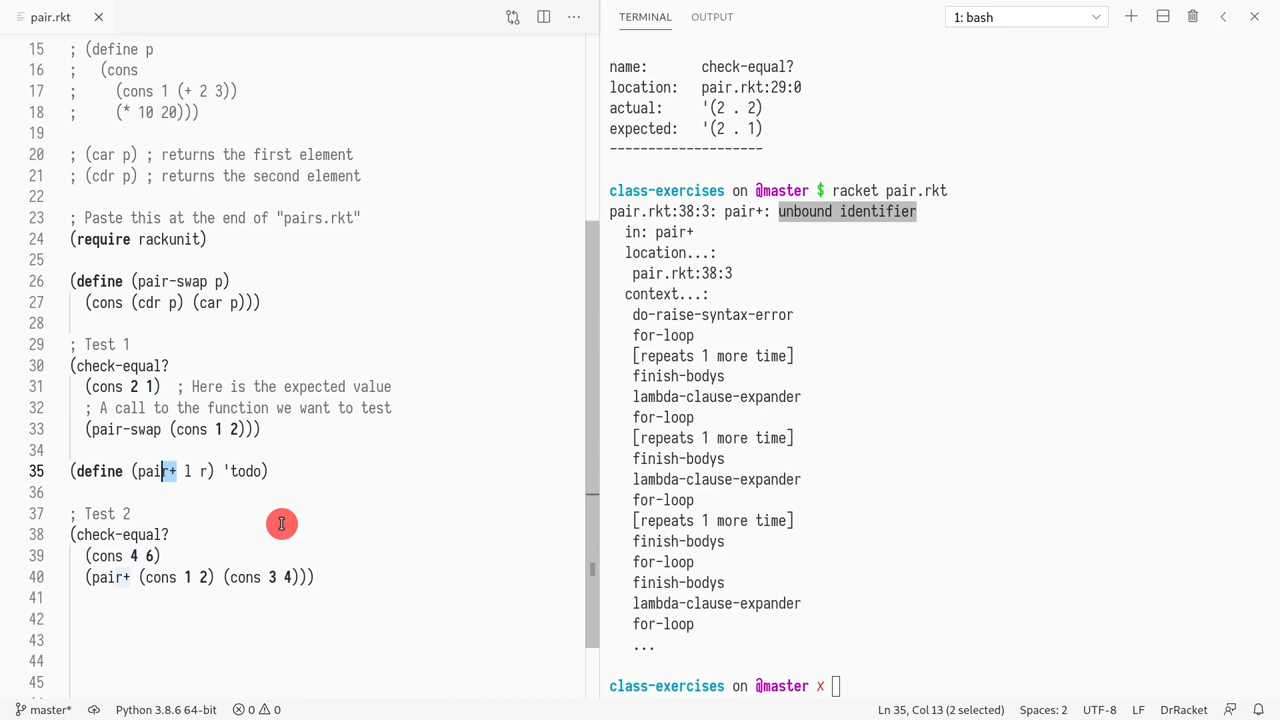 pair.rkt
15 ; (define p
16 ;   (cons
17 ;     (cons 1 (+ 2 3))
18 ;     (* 10 20)))
19
20 ; (car p) ; returns the first element
21 ; (cdr p) ; returns the second element
22
23 ; Paste this at the end of "pairs.rkt"
24 (require rackunit)
25
26 (define (pair-swap p)
27   (cons (cdr p) (car p)))
28
29 ; Test 1
30 (check-equal?
31   (cons 2 1)  ; Here is the expected value
32   ; A call to the function we want to test
33   (pair-swap (cons 1 2)))
34
35 (define (pair+ l r) 'todo)
36
37 ; Test 2
38 (check-equal?
39   (cons 4 6)
40   (pair+ (cons 1 2) (cons 3 4)))
41
42
43
44
45
TERMINAL OUTPUT 1: bash
name:       check-equal?
location:   pair.rkt:29:0
actual:     '(2 . 2)
expected:   '(2 . 1)
--------------------
class-exercises on @master $ racket pair.rkt
pair.rkt:38:3: pair+: unbound identifier
  in: pair+
  location...:
   pair.rkt:38:3
  context...:
   do-raise-syntax-error
   for-loop
   [repeats 1 more time]
   finish-bodys
   lambda-clause-expander
   for-loop
   [repeats 1 more time]
   finish-bodys
   lambda-clause-expander
   for-loop
   [repeats 1 more time]
   finish-bodys
   for-loop
   finish-bodys
   lambda-clause-expander
   for-loop
   ...
class-exercises on @master ✗
master* Python 3.8.6 64-bit 0 0 Ln 35, Col 13 (2 selected) Spaces: 2 UTF-8 LF DrRacket